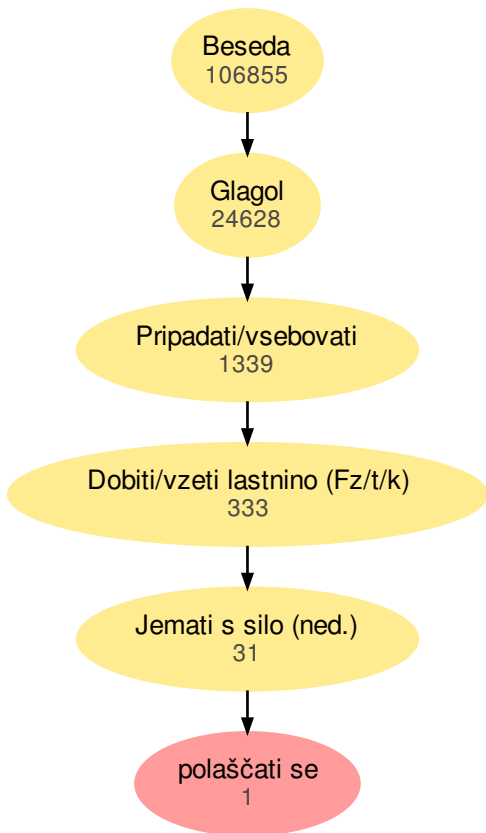 Beseda
106855
Glagol
24628
Pripadati/vsebovati
1339
Dobiti/vzeti lastnino (Fz/t/k)
333
Jemati s silo (ned.)
31
polaščati se
1